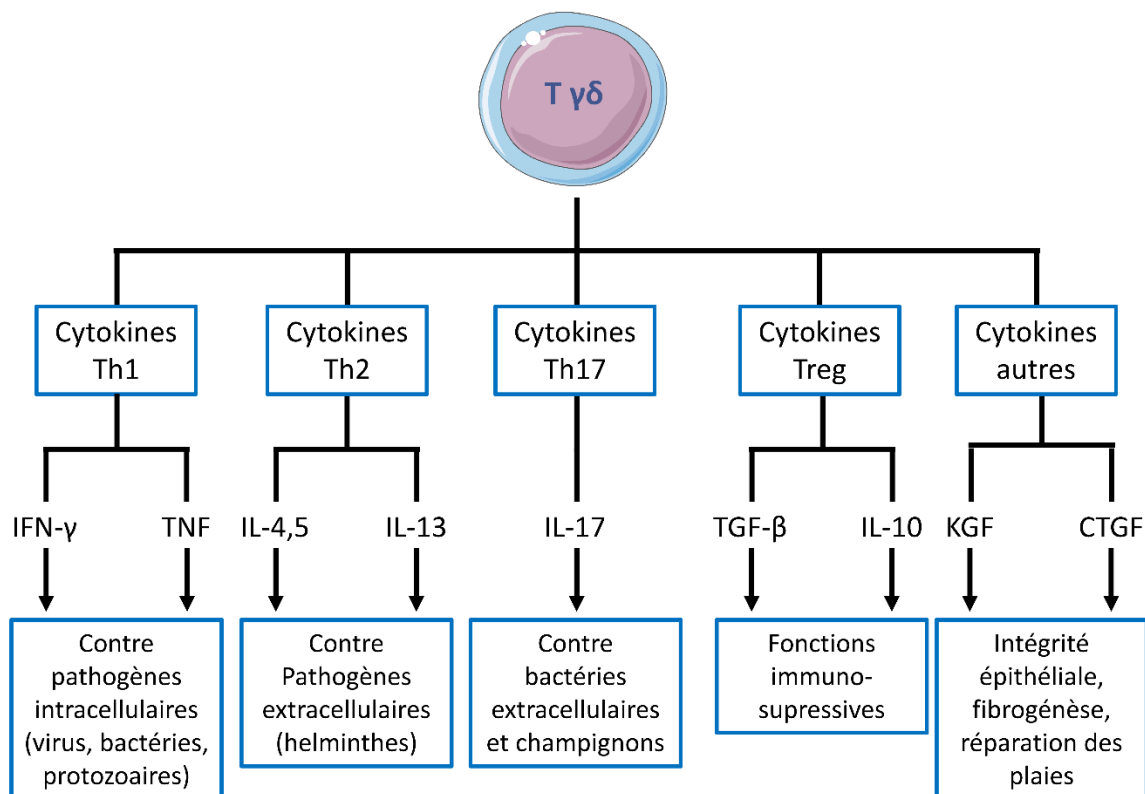 T γδ
Cytokines
Th1
Cytokines
Th2
Cytokines
Th17
Cytokines
Treg
Cytokines
autres
IFN-γ
TNF
IL-4,5
IL-13
IL-17
TGF-β
IL-10
KGF
CTGF
Contre
pathogènes
intracellulaires
(virus, bactéries,
protozoaires)
Contre
Pathogènes
extracellulaires
(helminthes)
Contre
bactéries
extracellulaires
et champignons
Fonctions
immuno-
supressives
Intégrité
épithéliale,
fibrogénèse,
réparation des
plaies